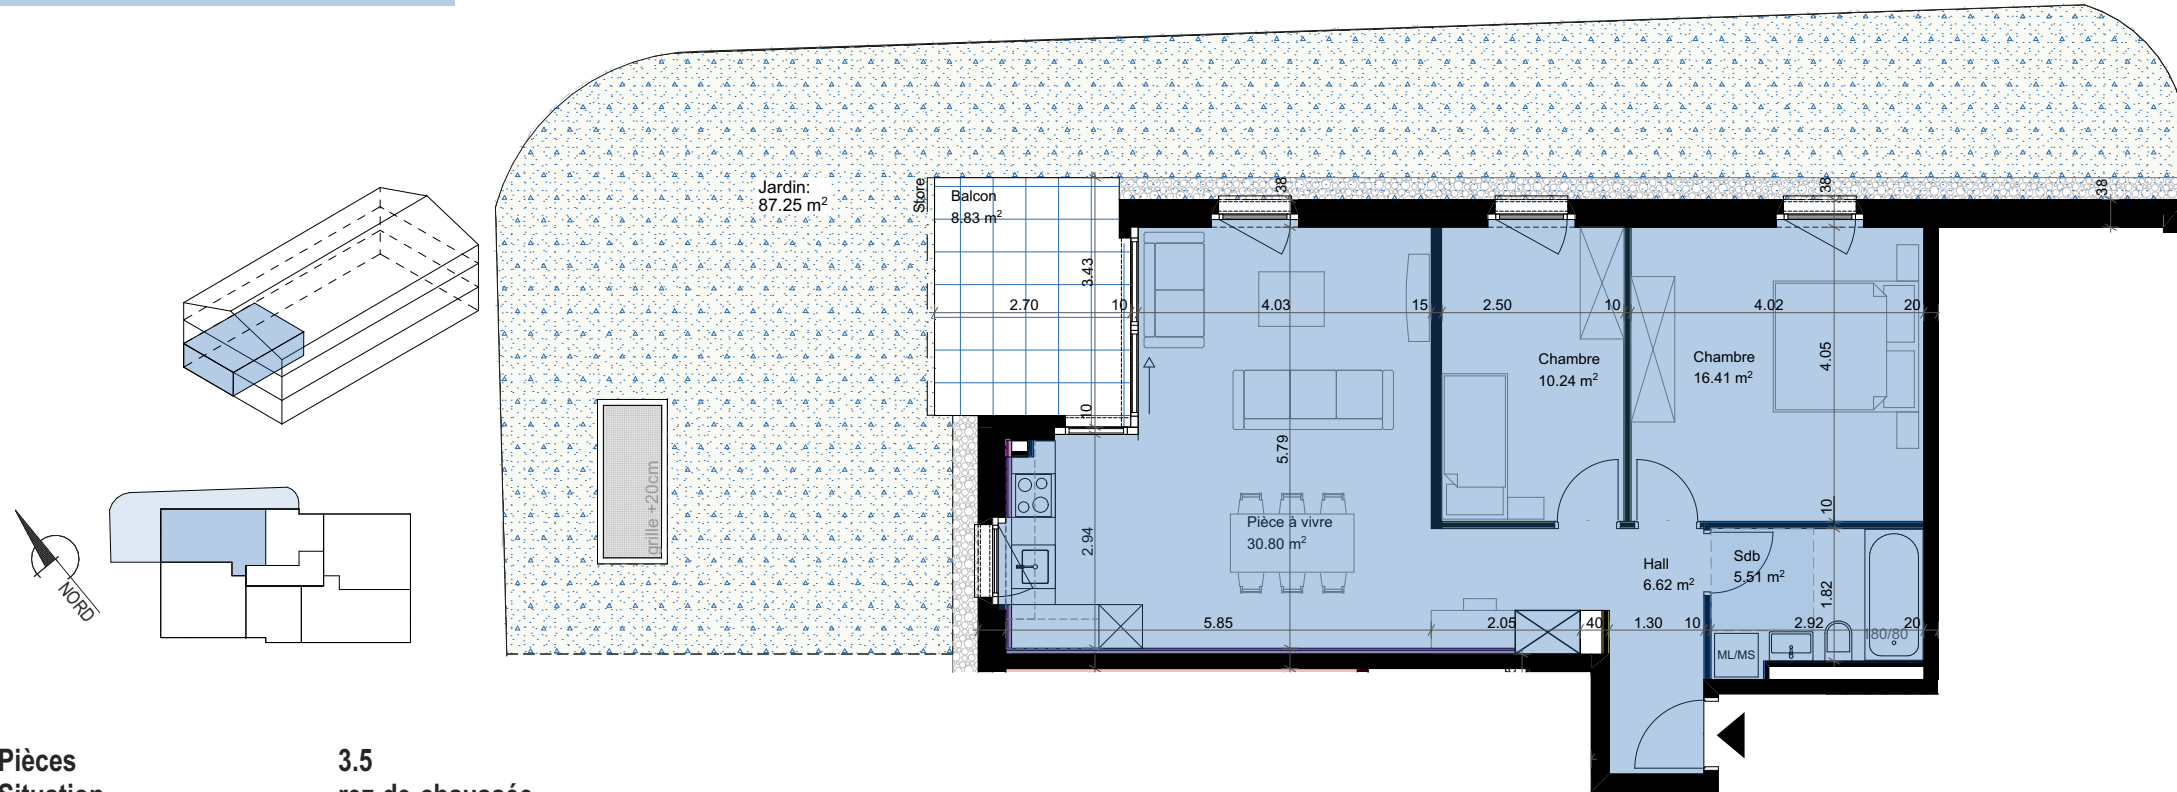 Jardin:
87.25 m²
Store
Balcon
8.83 m²
38
38
38
3.43
2.70
10
4.03
15
2.50
10
4.02
20
Chambre
10.24 m²
Chambre
16.41 m²
4.05
10
5.79
10
grille +20cm
Pièce à vivre
30.80 m²
2.94
Hall
6.62 m²
Sdb
5.51 m²
1.82
5.85
2.05
40
1.30
10
2.92
20
180/80
ML/MS
NORD
Pièces 3.5
Situation rez-de-chaussée